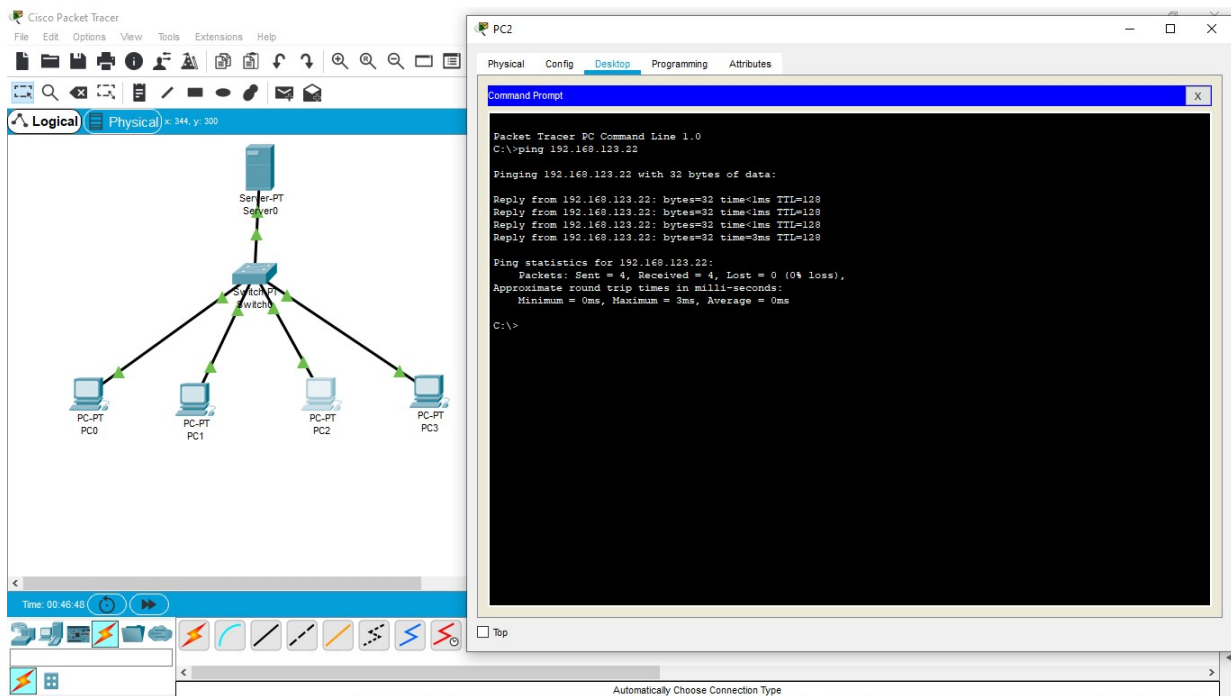 Cisco Packet Tracer
File Edit Options View Tools Extensions Help
Logical
Physical
x: 344, y: 300
Server-PT
Server0
Switch-PT
Switch0
PC-PT
PC0
PC-PT
PC1
PC-PT
PC2
PC-PT
PC3
Time: 00:46:48
Automatically Choose Connection Type
PC2
Physical Config Desktop Programming Attributes
Command Prompt
X
Packet Tracer PC Command Line 1.0
C:\>ping 192.168.123.22
Pinging 192.168.123.22 with 32 bytes of data:
Reply from 192.168.123.22: bytes=32 time<1ms TTL=128
Reply from 192.168.123.22: bytes=32 time<1ms TTL=128
Reply from 192.168.123.22: bytes=32 time<1ms TTL=128
Reply from 192.168.123.22: bytes=32 time=3ms TTL=128
Ping statistics for 192.168.123.22:
Packets: Sent = 4, Received = 4, Lost = 0 (0% loss),
Approximate round trip times in milli-seconds:
Minimum = 0ms, Maximum = 3ms, Average = 0ms
C:\>
Top